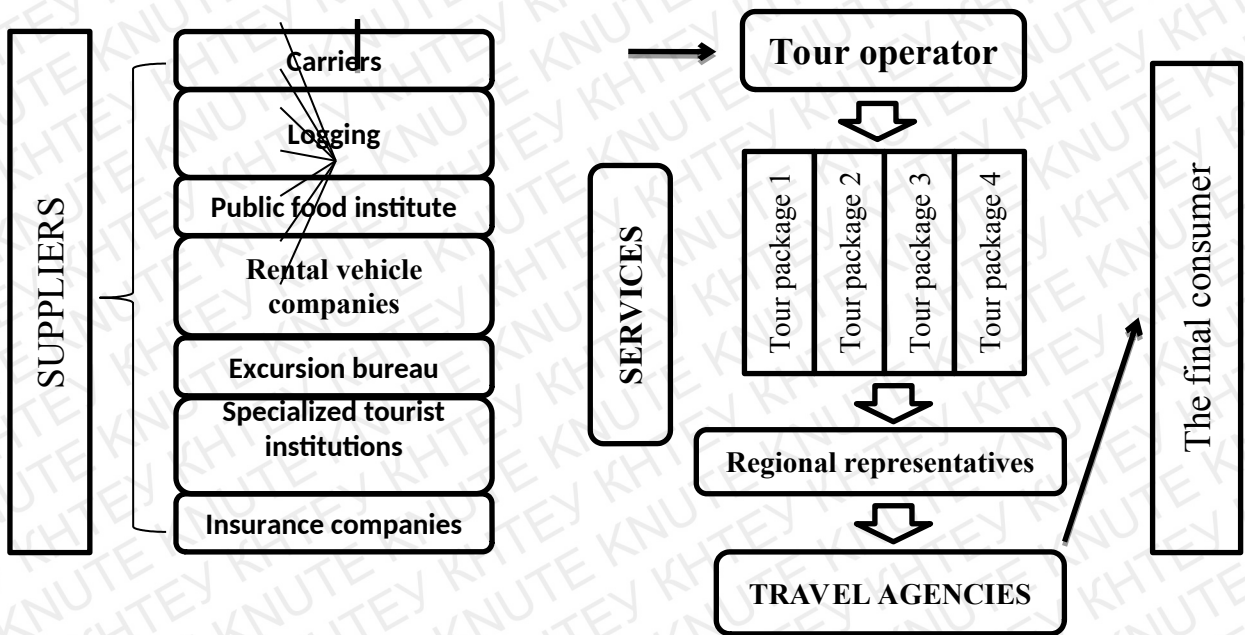 SUPPLIERS
Carriers
Logging
Public food institute
Rental vehicle
companies
Excursion bureau
Specialized tourist
institutions
Insurance companies
SERVICES
Tour operator
Tour package 1
Tour package 2
Tour package 3
Tour package 4
Regional representatives
TRAVEL AGENCIES
The final consumer